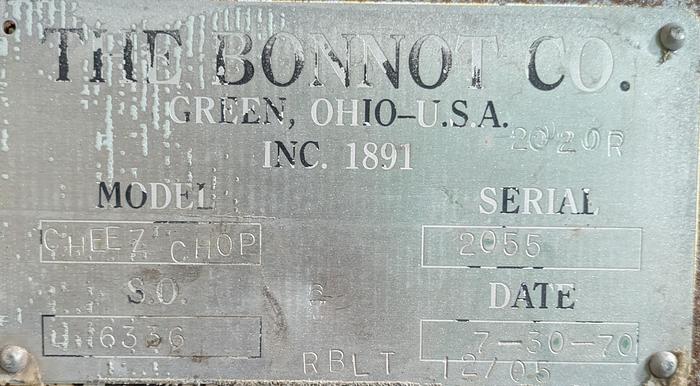 THE BONNOT CO.
GREEN, OHIO-U.S.A.
2020R
INC. 1891
MODEL SERIAL
CHEEZ CHOP 2055
S.O. DATE
6336 7-30-70
RBLT 12/05